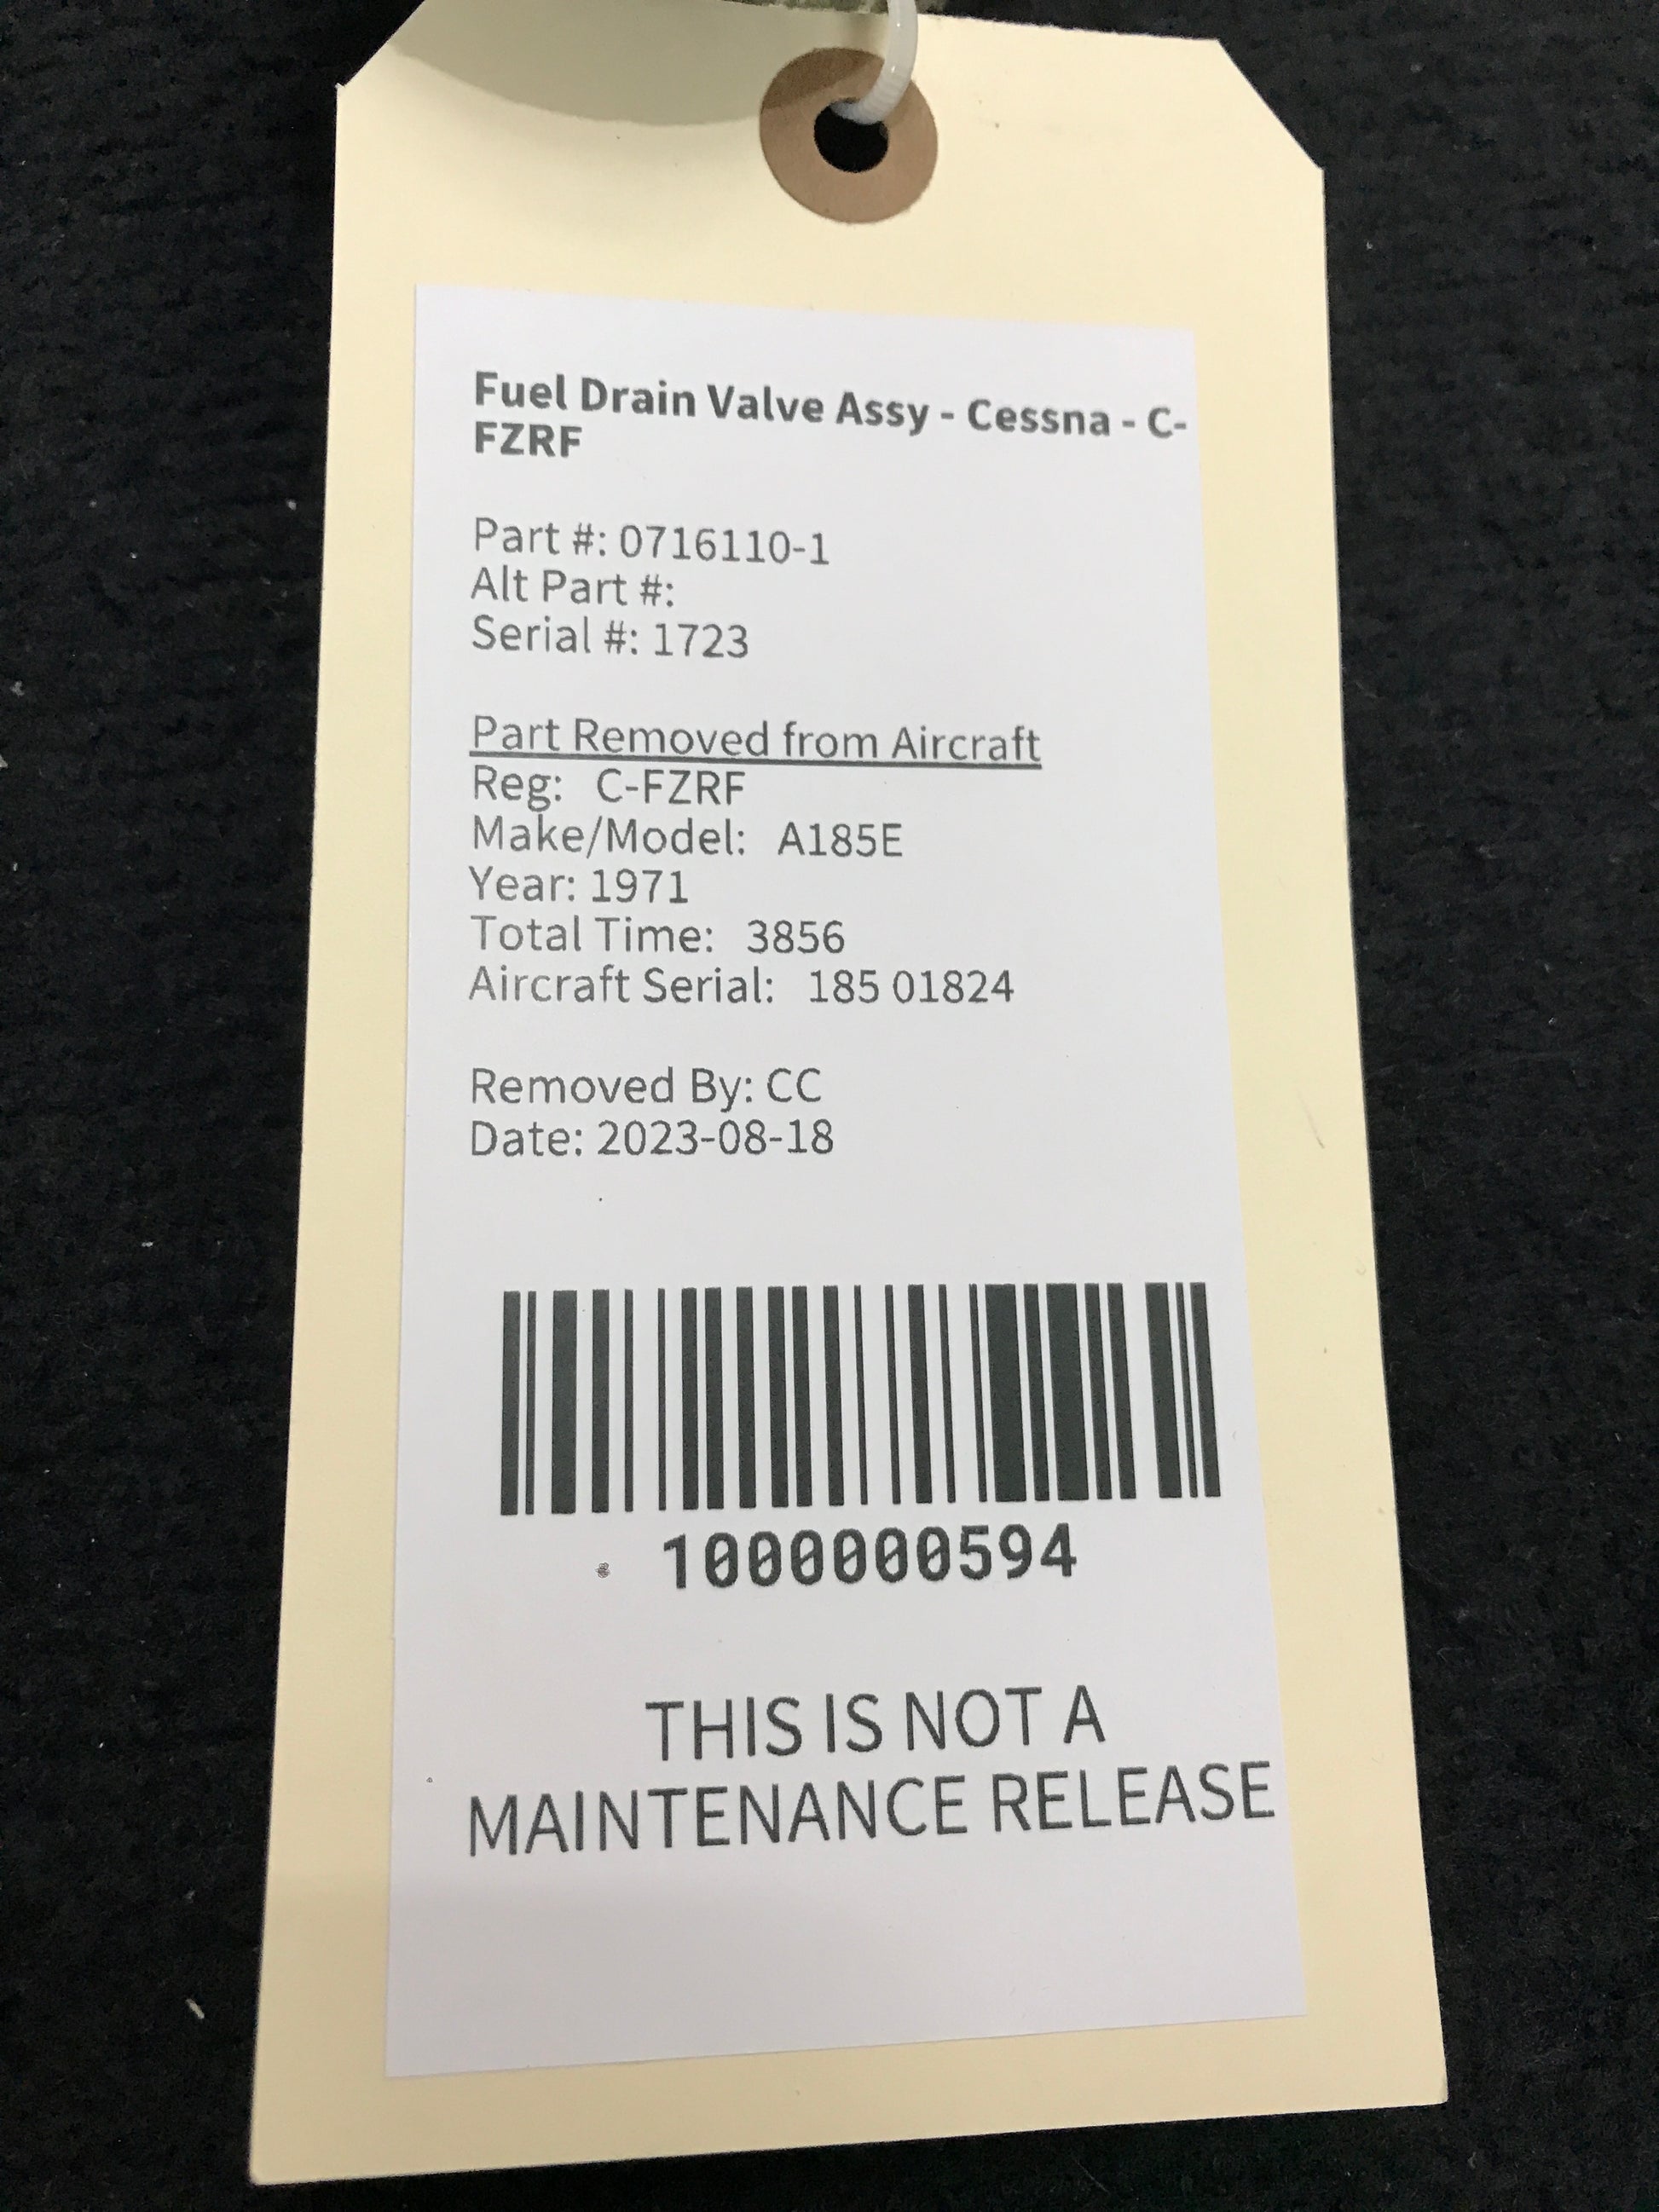 Fuel Drain Valve Assy - Cessna - C-
FZRF
Part #: 0716110-1
Alt Part #:
Serial #: 1723
Part Removed from Aircraft
Reg: C-FZRF
Make/Model: A185E
Year: 1971
Total Time: 3856
Aircraft Serial: 185 01824
Removed By: CC
Date: 2023-08-18
1000000594
THIS IS NOT A
MAINTENANCE RELEASE